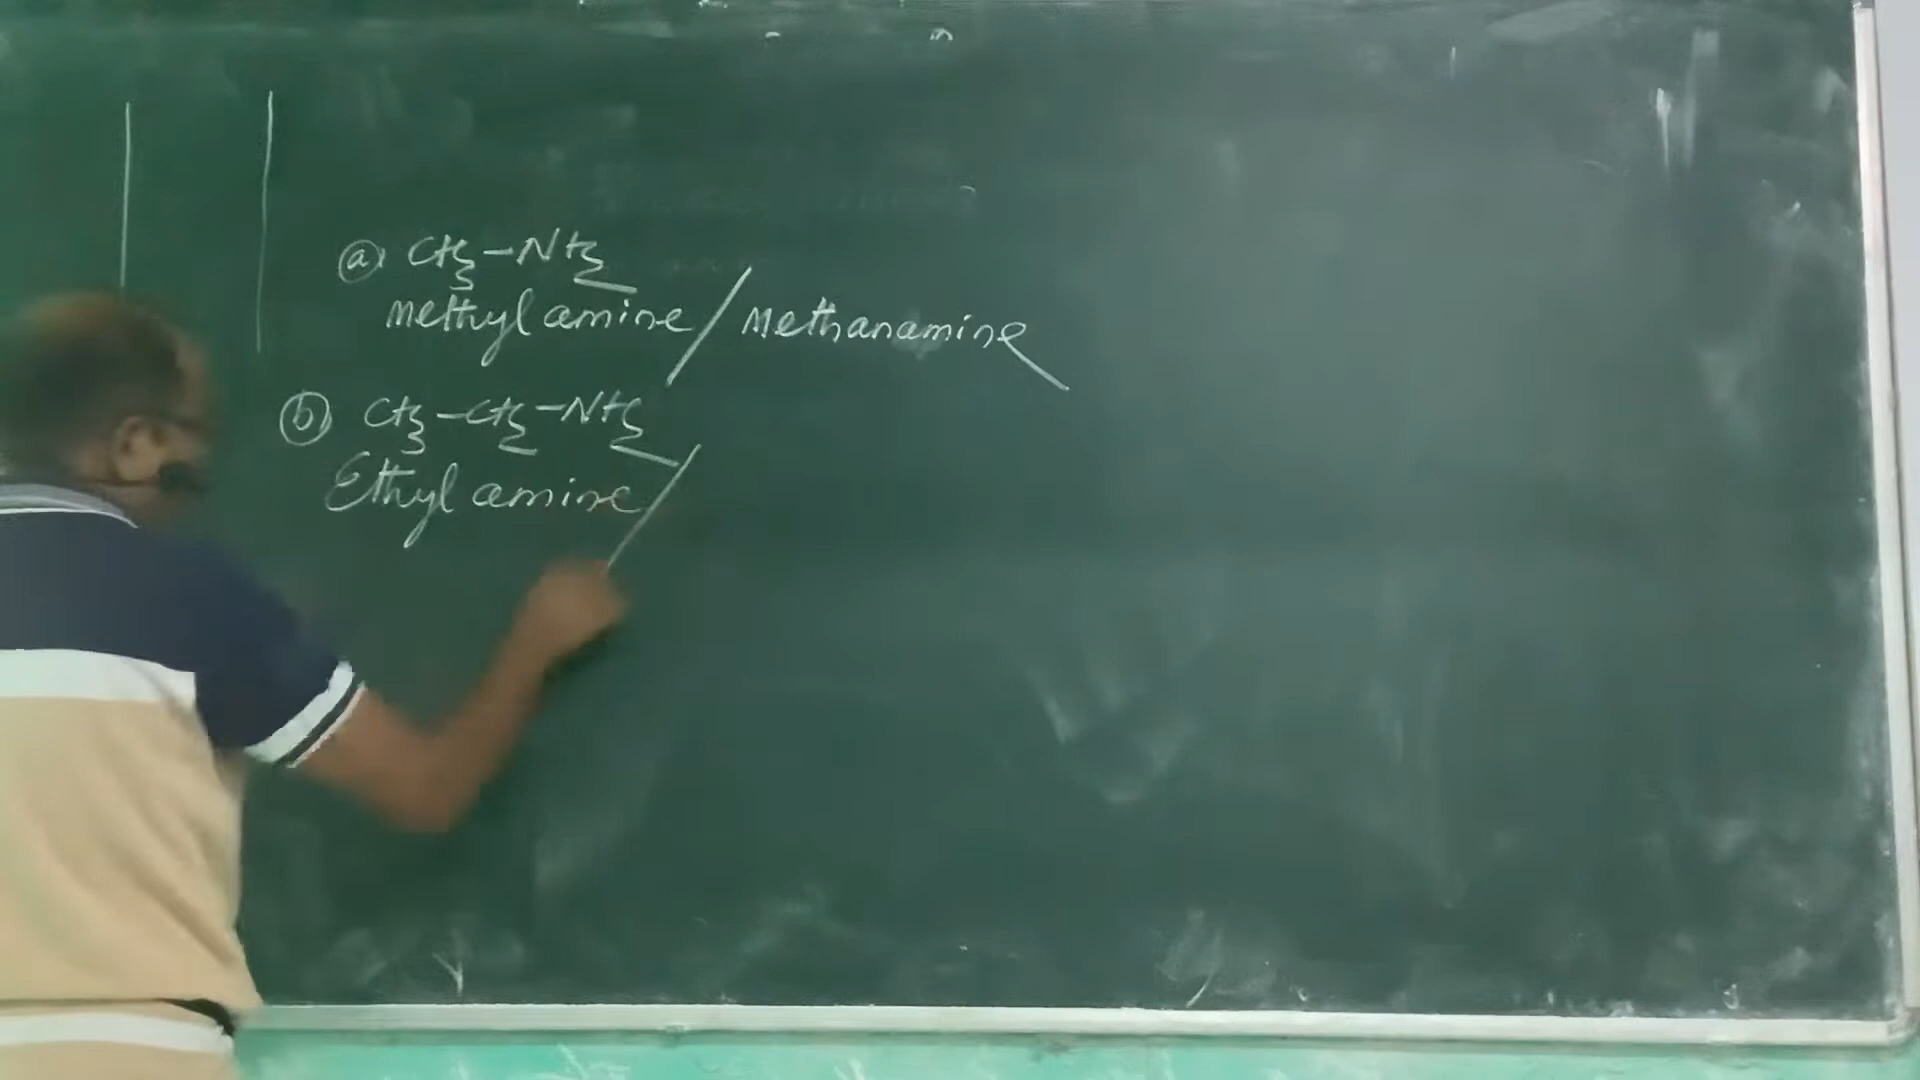 (a) CH3-NH2
Methyl amine / Methanamine
(b) CH3-CH2-NH2
Ethyl amine /